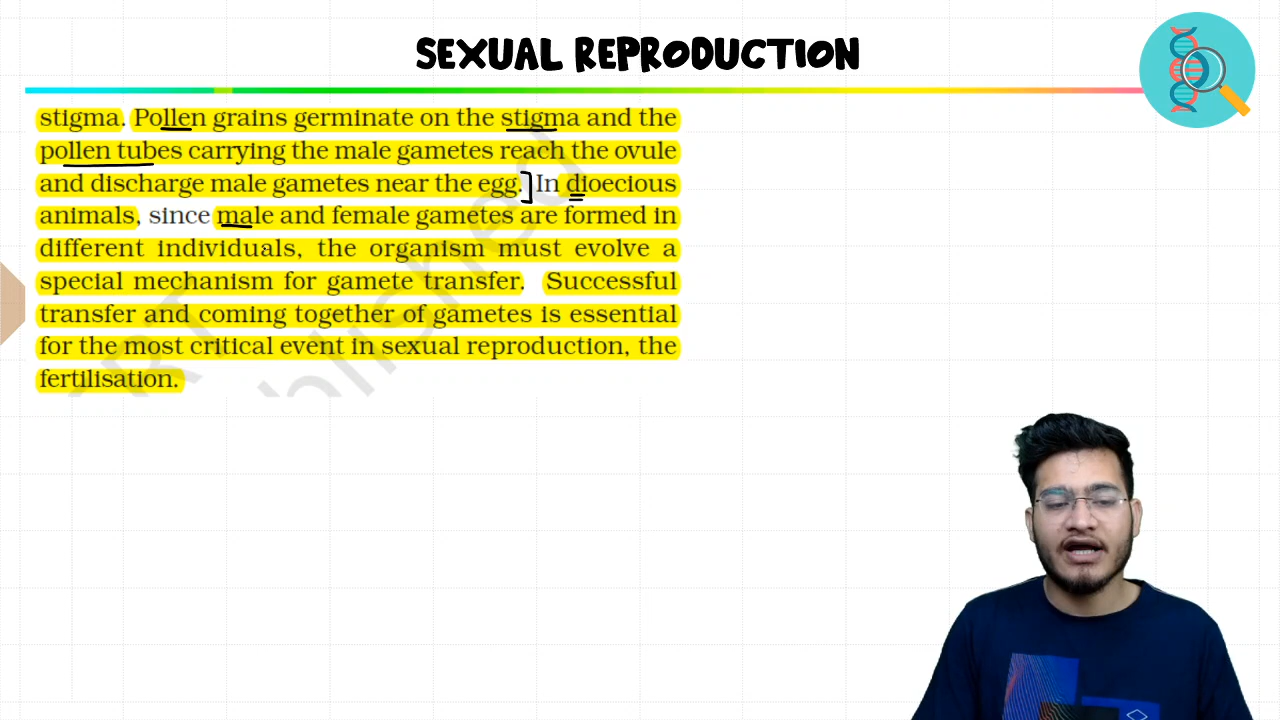 SEXUAL REPRODUCTION
stigma. Pollen grains germinate on the stigma and the
pollen tubes carrying the male gametes reach the ovule
and discharge male gametes near the egg. In dioecious
animals, since male and female gametes are formed in
different individuals, the organism must evolve a
special mechanism for gamete transfer. Successful
transfer and coming together of gametes is essential
for the most critical event in sexual reproduction, the
fertilisation.